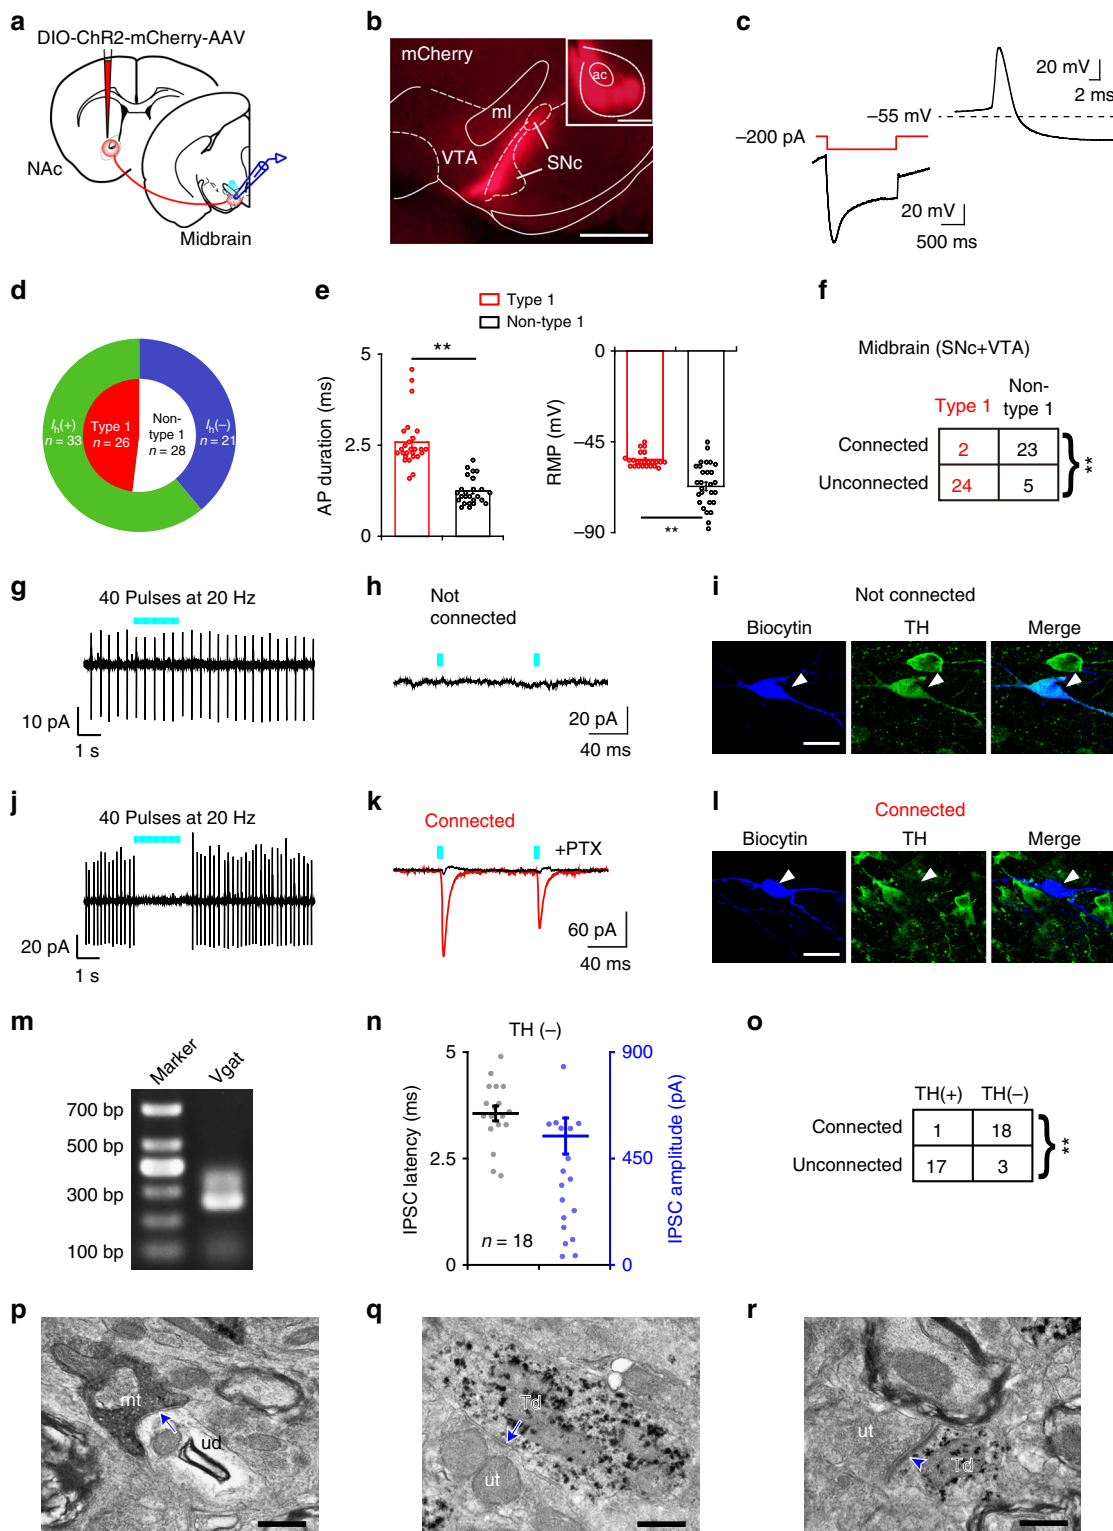 a
DIO-ChR2-mCherry-AAV
NAc
Midbrain
b
mCherry
ac
ml
VTA
SNc
c
20 mV
2 ms
–55 mV
–200 pA
20 mV
500 ms
d
Ih(+)
n = 33
Type 1
n = 26
Non-
type 1
n = 28
Ih(–)
n = 21
e
Type 1
Non-type 1
AP duration (ms)
5
2.5
0
**
RMP (mV)
0
–45
–90
**
f
Midbrain (SNc+VTA)
Type 1
Non-
type 1
Connected 2 23
Unconnected 24 5
**
g
40 Pulses at 20 Hz
10 pA
1 s
h
Not
connected
20 pA
40 ms
i
Not connected
Biocytin TH Merge
j
40 Pulses at 20 Hz
20 pA
1 s
k
Connected
+PTX
60 pA
40 ms
l
Connected
Biocytin TH Merge
m
Marker
Vgat
700 bp
500 bp
300 bp
100 bp
n
TH (–)
IPSC latency (ms)
5
2.5
0
n = 18
900
450
0
IPSC amplitude (pA)
o
TH(+) TH(–)
Connected 1 18
Unconnected 17 3
**
p
mt
ud
q
Td
ut
r
ut
Td